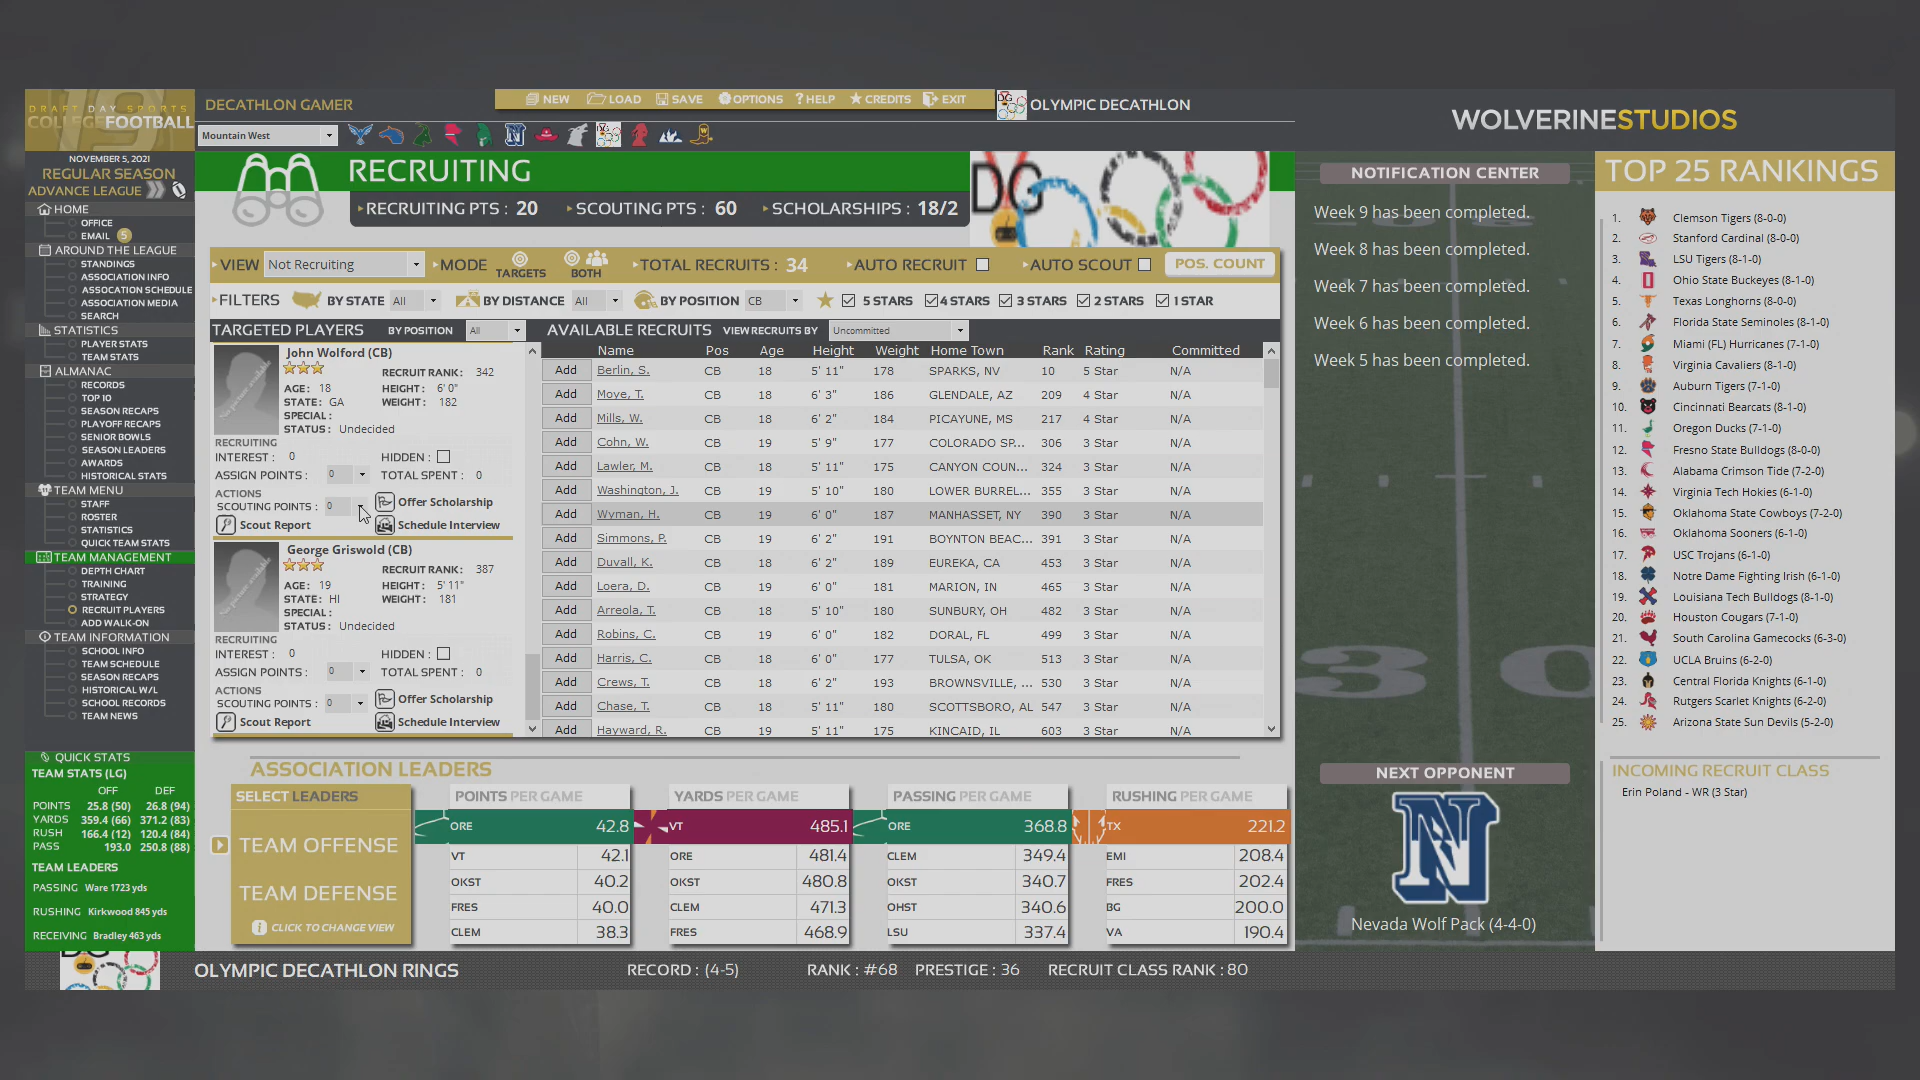 DRAFT DAY SPORTS
COLLEGE FOOTBALL
DECATHLON GAMER
NEW LOAD SAVE OPTIONS HELP CREDITS EXIT
OLYMPIC DECATHLON
WOLVERINESTUDIOS
Mountain West
NOVEMBER 5, 2021
REGULAR SEASON
ADVANCE LEAGUE
HOME
OFFICE
EMAIL 5
AROUND THE LEAGUE
STANDINGS
ASSOCIATION INFO
ASSOCATION SCHEDULE
ASSOCIATION MEDIA
SEARCH
STATISTICS
PLAYER STATS
TEAM STATS
ALMANAC
RECORDS
TOP 10
SEASON RECAPS
PLAYOFF RECAPS
SENIOR BOWLS
SEASON LEADERS
AWARDS
HISTORICAL STATS
TEAM MENU
STAFF
ROSTER
STATISTICS
QUICK TEAM STATS
TEAM MANAGEMENT
DEPTH CHART
TRAINING
STRATEGY
RECRUIT PLAYERS
ADD WALK-ON
TEAM INFORMATION
SCHOOL INFO
TEAM SCHEDULE
SEASON RECAPS
HISTORICAL W/L
SCHOOL RECORDS
TEAM NEWS
QUICK STATS
TEAM STATS (LG)
OFF DEF
POINTS 25.8 (50) 26.8 (94)
YARDS 359.4 (66) 371.2 (83)
RUSH 166.4 (12) 120.4 (84)
PASS 193.0 250.8 (88)
TEAM LEADERS
PASSING Ware 1723 yds
RUSHING Kirkwood 845 yds
RECEIVING Bradley 463 yds
RECRUITING
RECRUITING PTS: 20 SCOUTING PTS: 60 SCHOLARSHIPS: 18/2
DG
VIEW Not Recruiting MODE TARGETS BOTH TOTAL RECRUITS : 34 AUTO RECRUIT AUTO SCOUT POS. COUNT
FILTERS BY STATE All BY DISTANCE All BY POSITION CB 5 STARS 4 STARS 3 STARS 2 STARS 1 STAR
TARGETED PLAYERS BY POSITION All
John Wolford (CB)
RECRUIT RANK: 342
AGE: 18 HEIGHT: 6' 0"
STATE: GA WEIGHT: 182
SPECIAL:
STATUS: Undecided
RECRUITING
INTEREST : 0 HIDDEN :
ASSIGN POINTS : 0 TOTAL SPENT : 0
ACTIONS
SCOUTING POINTS : 0 Offer Scholarship
Scout Report Schedule Interview
George Griswold (CB)
RECRUIT RANK: 387
AGE: 19 HEIGHT: 5' 11"
STATE: HI WEIGHT: 181
SPECIAL:
STATUS: Undecided
RECRUITING
INTEREST : 0 HIDDEN :
ASSIGN POINTS : 0 TOTAL SPENT : 0
ACTIONS
SCOUTING POINTS : 0 Offer Scholarship
Scout Report Schedule Interview
AVAILABLE RECRUITS VIEW RECRUITS BY Uncommitted
Name Pos Age Height Weight Home Town Rank Rating Committed
Add Berlin, S. CB 18 5' 11" 178 SPARKS, NV 10 5 Star N/A
Add Moye, T. CB 18 6' 3" 186 GLENDALE, AZ 209 4 Star N/A
Add Mills, W. CB 18 6' 2" 184 PICAYUNE, MS 217 4 Star N/A
Add Cohn, W. CB 19 5' 9" 177 COLORADO SP... 306 3 Star N/A
Add Lawler, M. CB 18 5' 11" 175 CANYON COUN... 324 3 Star N/A
Add Washington, J. CB 19 5' 10" 180 LOWER BURREL... 355 3 Star N/A
Add Wyman, H. CB 19 6' 0" 187 MANHASSET, NY 390 3 Star N/A
Add Simmons, P. CB 19 6' 2" 191 BOYNTON BEAC... 391 3 Star N/A
Add Duvall, K. CB 18 6' 2" 189 EUREKA, CA 453 3 Star N/A
Add Loera, D. CB 19 6' 0" 181 MARION, IN 465 3 Star N/A
Add Arreola, T. CB 18 5' 10" 180 SUNBURY, OH 482 3 Star N/A
Add Robins, C. CB 19 6' 0" 182 DORAL, FL 499 3 Star N/A
Add Harris, C. CB 18 6' 0" 177 TULSA, OK 513 3 Star N/A
Add Crews, T. CB 18 6' 2" 193 BROWNSVILLE, ... 530 3 Star N/A
Add Chase, T. CB 18 5' 11" 180 SCOTTSBORO, AL 547 3 Star N/A
Add Hayward, R. CB 19 5' 11" 175 KINCAID, IL 603 3 Star N/A
ASSOCIATION LEADERS
SELECT LEADERS
TEAM OFFENSE
TEAM DEFENSE
CLICK TO CHANGE VIEW
POINTS PER GAME
ORE 42.8
VT 42.1
OKST 40.2
FRES 40.0
CLEM 38.3
YARDS PER GAME
VT 485.1
ORE 481.4
OKST 480.8
CLEM 471.3
FRES 468.9
PASSING PER GAME
ORE 368.8
CLEM 349.4
OKST 340.7
OHST 340.6
LSU 337.4
RUSHING PER GAME
TX 221.2
EMI 208.4
FRES 202.4
BG 200.0
VA 190.4
NOTIFICATION CENTER
Week 9 has been completed.
Week 8 has been completed.
Week 7 has been completed.
Week 6 has been completed.
Week 5 has been completed.
3 0
NEXT OPPONENT
N
Nevada Wolf Pack (4-4-0)
TOP 25 RANKINGS
1. Clemson Tigers (8-0-0)
2. Stanford Cardinal (8-0-0)
3. LSU Tigers (8-1-0)
4. Ohio State Buckeyes (8-1-0)
5. Texas Longhorns (8-0-0)
6. Florida State Seminoles (8-1-0)
7. Miami (FL) Hurricanes (7-1-0)
8. Virginia Cavaliers (8-1-0)
9. Auburn Tigers (7-1-0)
10. Cincinnati Bearcats (8-1-0)
11. Oregon Ducks (7-1-0)
12. Fresno State Bulldogs (8-0-0)
13. Alabama Crimson Tide (7-2-0)
14. Virginia Tech Hokies (6-1-0)
15. Oklahoma State Cowboys (7-2-0)
16. Oklahoma Sooners (6-1-0)
17. USC Trojans (6-1-0)
18. Notre Dame Fighting Irish (6-1-0)
19. Louisiana Tech Bulldogs (8-1-0)
20. Houston Cougars (7-1-0)
21. South Carolina Gamecocks (6-3-0)
22. UCLA Bruins (6-2-0)
23. Central Florida Knights (6-1-0)
24. Rutgers Scarlet Knights (6-2-0)
25. Arizona State Sun Devils (5-2-0)
INCOMING RECRUIT CLASS
Erin Poland - WR (3 Star)
OLYMPIC DECATHLON RINGS RECORD : (4-5) RANK : #68 PRESTIGE : 36 RECRUIT CLASS RANK : 80